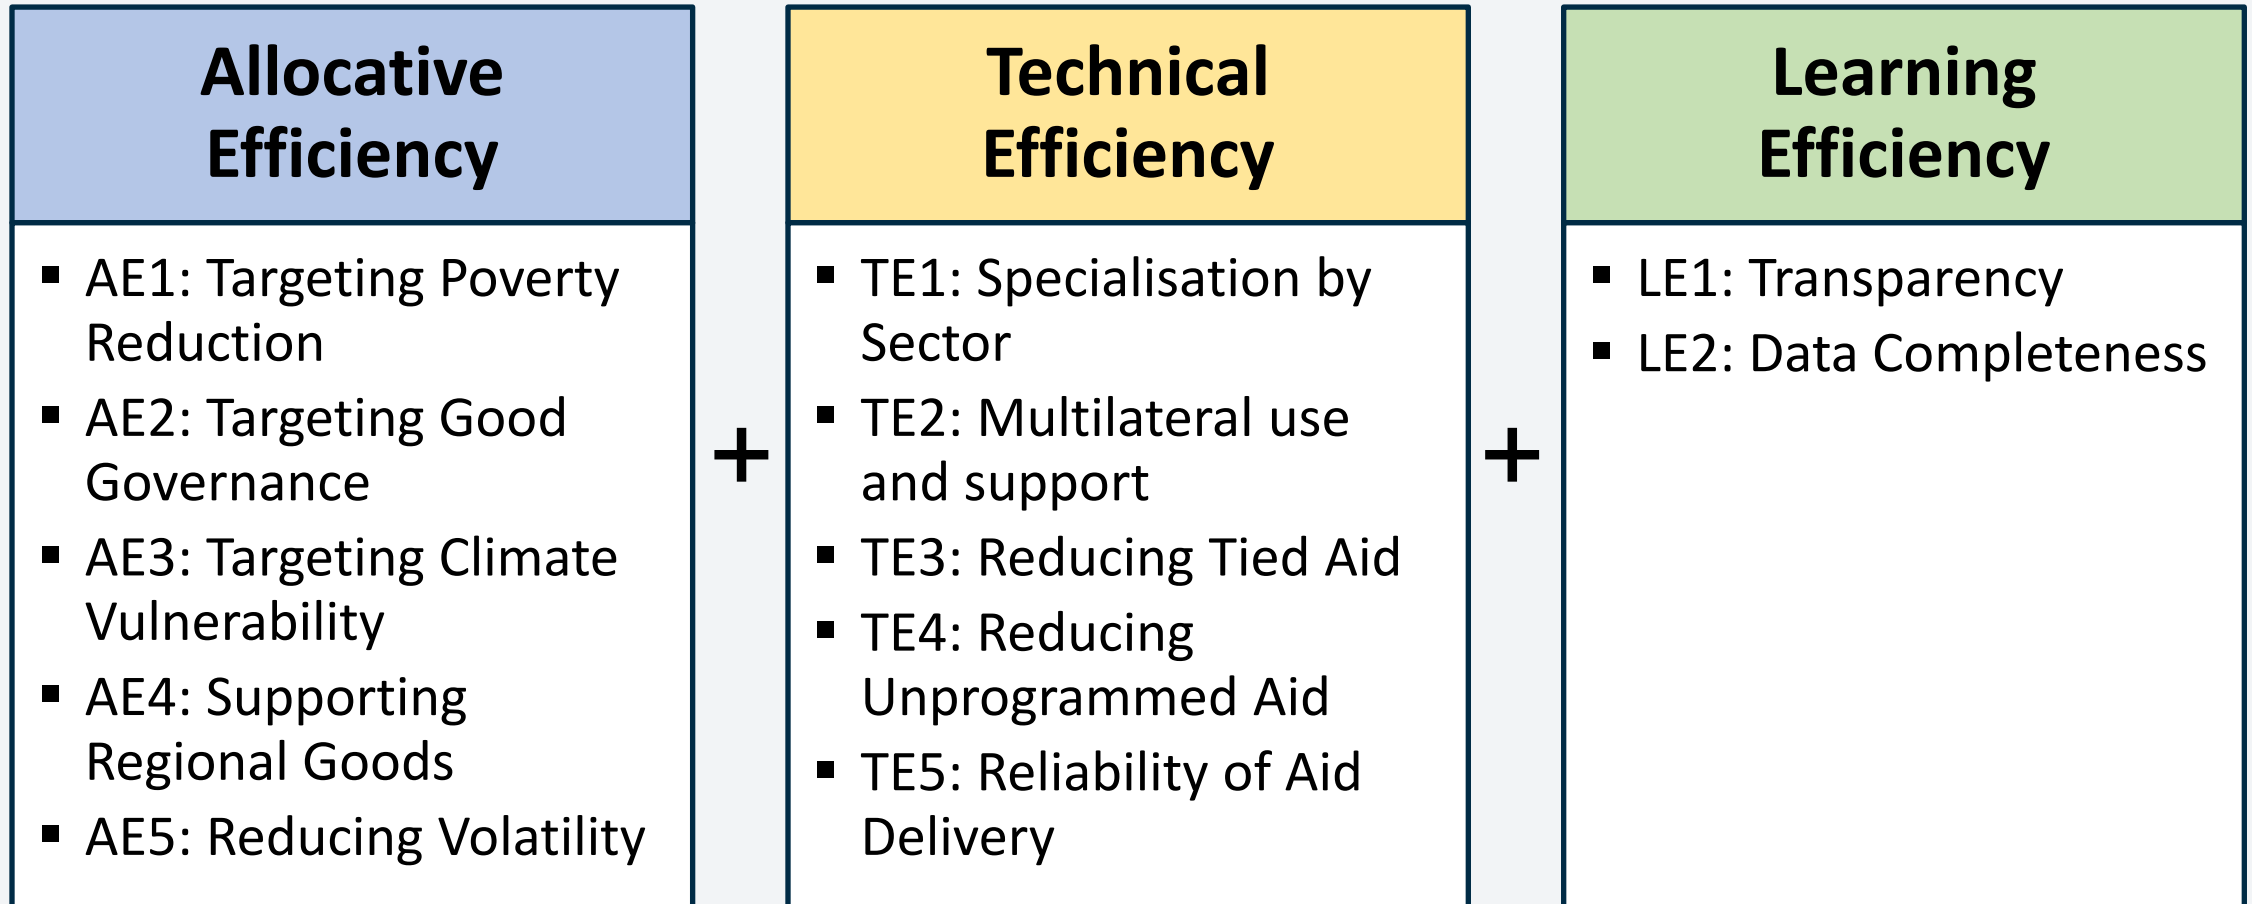 Allocative
Efficiency
▪ AE1: Targeting Poverty
Reduction
▪ AE2: Targeting Good
Governance
▪ AE3: Targeting Climate
Vulnerability
▪ AE4: Supporting
Regional Goods
▪ AE5: Reducing Volatility
+
Technical
Efficiency
▪ TE1: Specialisation by
Sector
▪ TE2: Multilateral use
and support
▪ TE3: Reducing Tied Aid
▪ TE4: Reducing
Unprogrammed Aid
▪ TE5: Reliability of Aid
Delivery
+
Learning
Efficiency
▪ LE1: Transparency
▪ LE2: Data Completeness